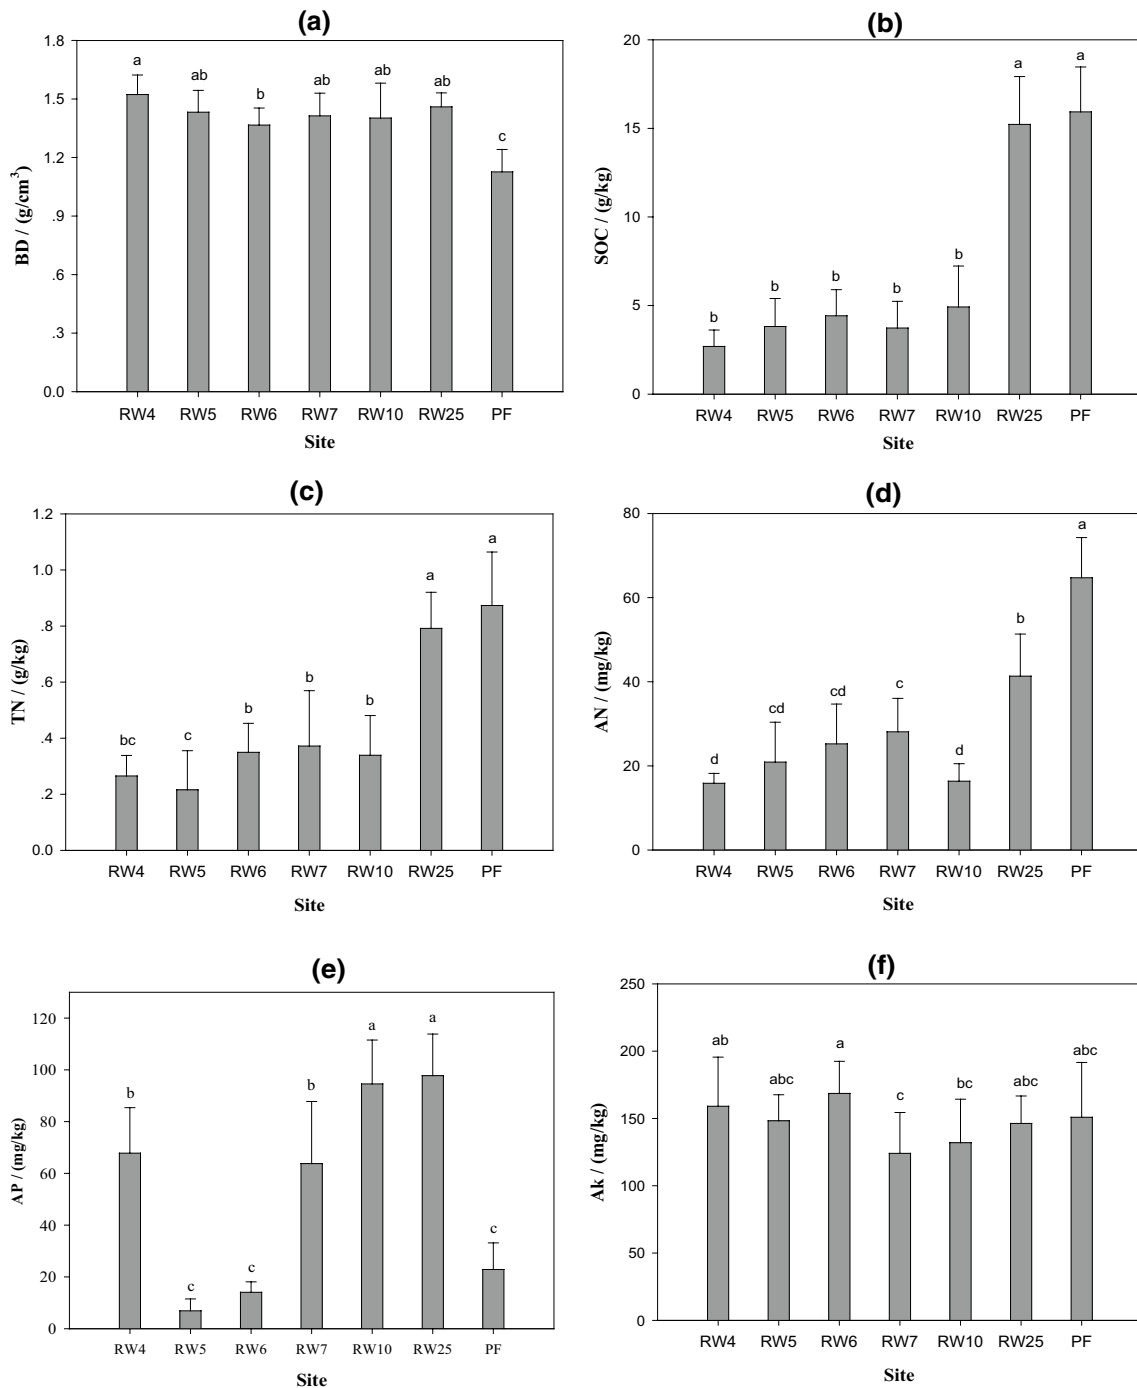 (a)
1.8
1.5
1.2
.9
.6
.3
0.0
BD / (g/cm³)
a
ab
b
ab
ab
ab
c
RW4 RW5 RW6 RW7 RW10 RW25 PF
Site
(b)
20
15
10
5
0
SOC / (g/kg)
b
b
b
b
b
a
a
RW4 RW5 RW6 RW7 RW10 RW25 PF
Site
(c)
1.2
1.0
.8
.6
.4
.2
0.0
TN / (g/kg)
bc
c
b
b
b
a
a
RW4 RW5 RW6 RW7 RW10 RW25 PF
Site
(d)
80
60
40
20
0
AN / (mg/kg)
d
cd
cd
c
d
b
a
RW4 RW5 RW6 RW7 RW10 RW25 PF
Site
(e)
120
100
80
60
40
20
0
AP / (mg/kg)
b
c
c
b
a
a
c
RW4 RW5 RW6 RW7 RW10 RW25 PF
Site
(f)
250
200
150
100
50
0
Ak / (mg/kg)
ab
abc
a
c
bc
abc
abc
RW4 RW5 RW6 RW7 RW10 RW25 PF
Site